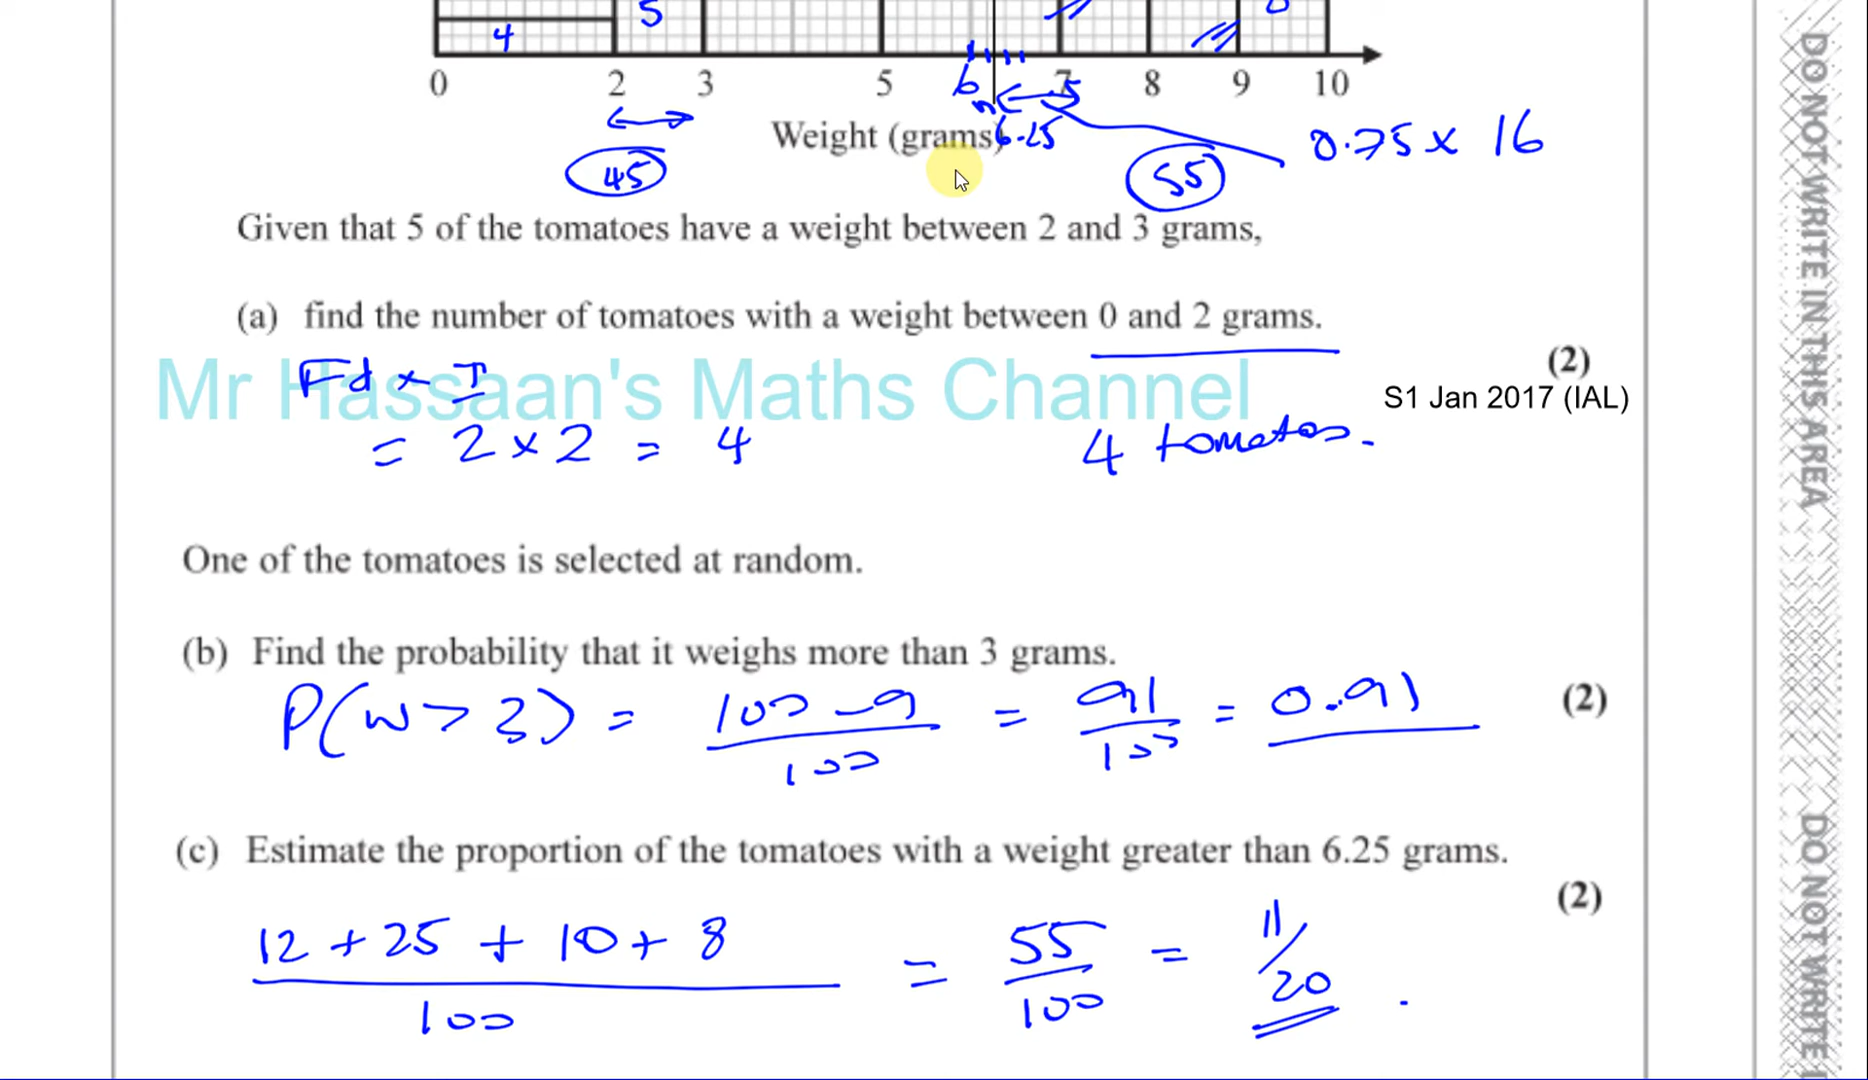 4 5
0 2 3 5 7 8 9 10
6 5
Weight (grams) 6.25
45 55 0.75 x 16
Given that 5 of the tomatoes have a weight between 2 and 3 grams,
(a) find the number of tomatoes with a weight between 0 and 2 grams.
(2)
Mr Hassaan's Maths Channel
Fd x I
S1 Jan 2017 (IAL)
= 2 x 2 = 4 4 tomatos.
One of the tomatoes is selected at random.
(b) Find the probability that it weighs more than 3 grams.
(2)
P(W > 3) = 100 - 9 / 100 = 91 / 100 = 0.91
(c) Estimate the proportion of the tomatoes with a weight greater than 6.25 grams.
(2)
12 + 25 + 10 + 8 / 100 = 55 / 100 = 11/20 .
DO NOT WRITE IN THIS AREA
DO NOT WRITE I